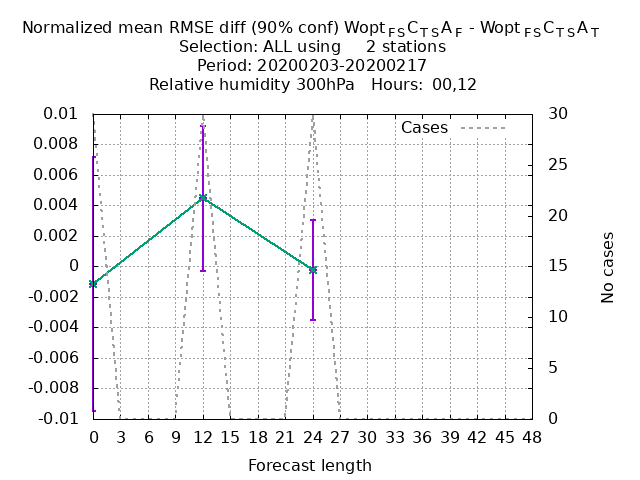 Normalized mean RMSE diff (90% conf) Wopt FS C TS A F - Wopt FS C TS A T
Selection: ALL using 2 stations
Period: 20200203-20200217
Relative humidity 300hPa Hours: 00,12
Cases
0.01
0.008
0.006
0.004
0.002
0
-0.002
-0.004
-0.006
-0.008
-0.01
30
25
20
15
10
5
0
No cases
0 3 6 9 12 15 18 21 24 27 30 33 36 39 42 45 48
Forecast length